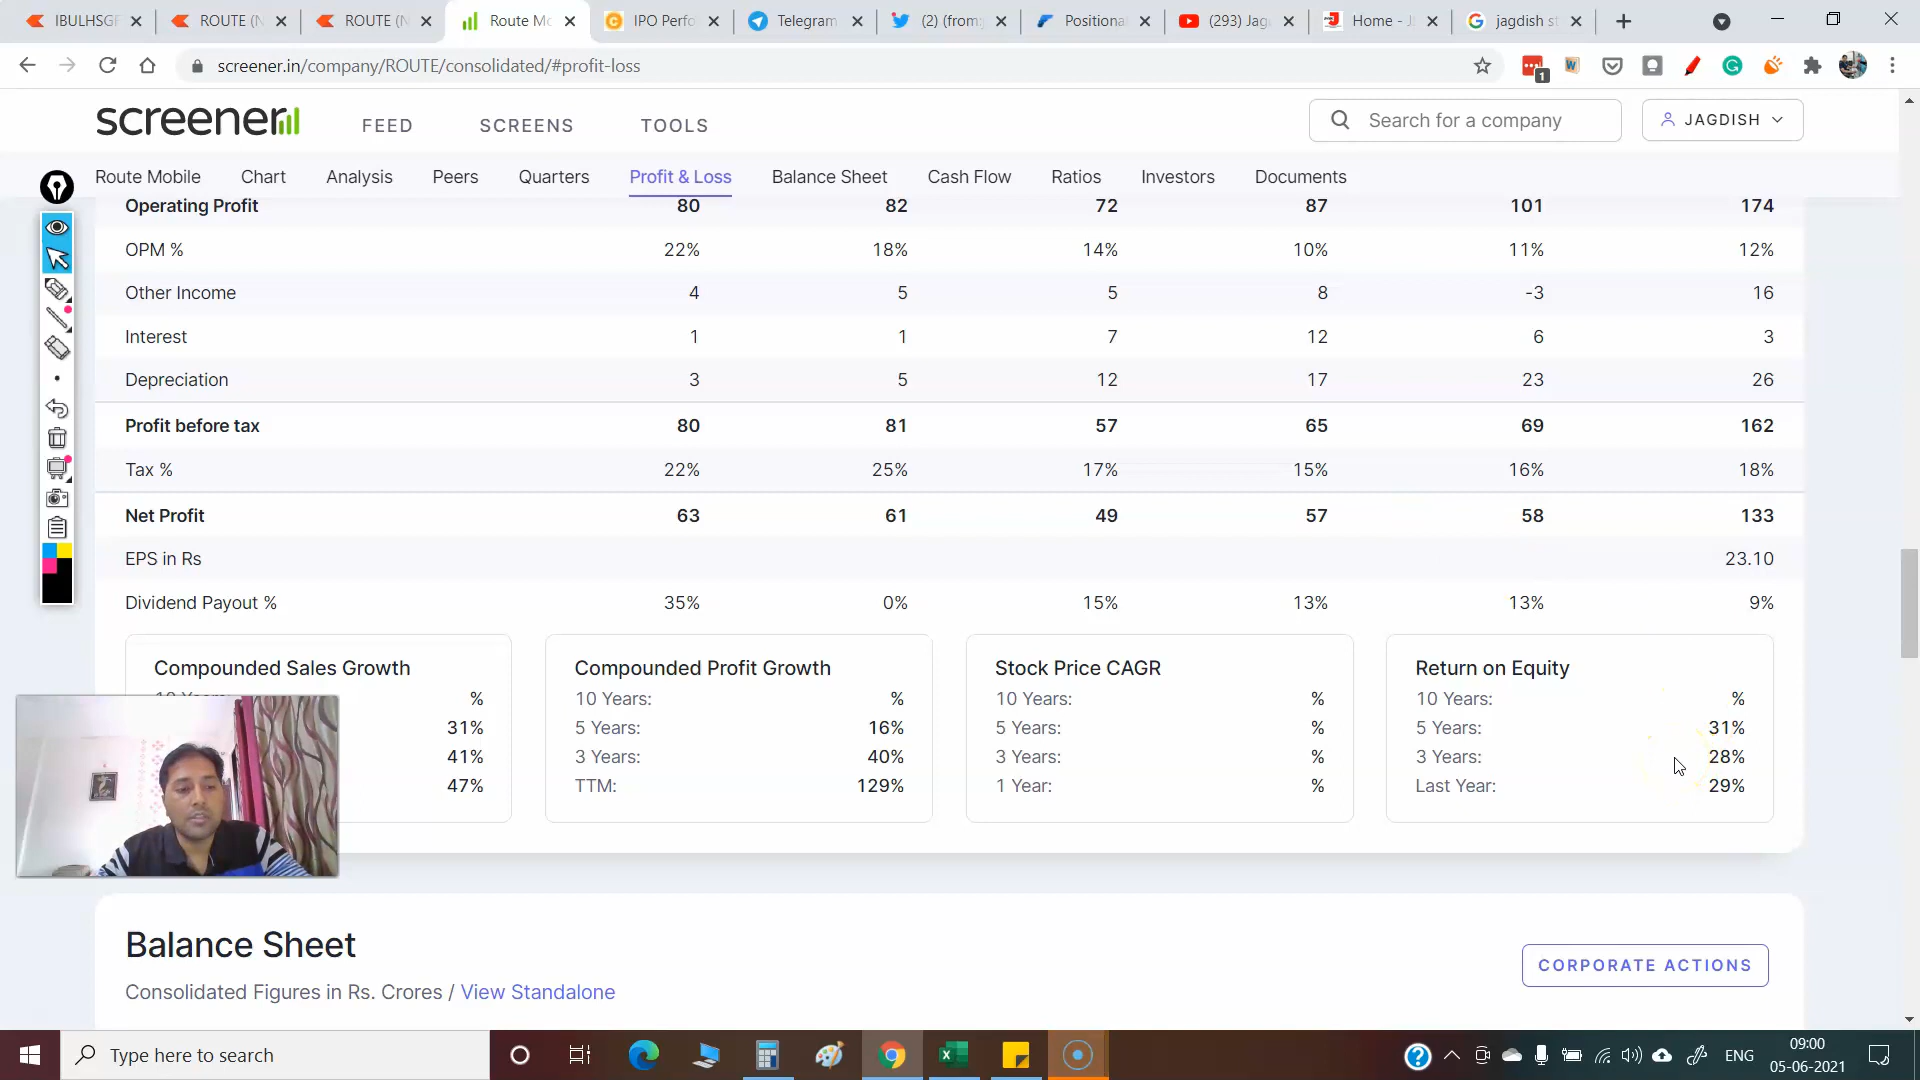 IBULHSGF
ROUTE (N
ROUTE (N
Route Mo
IPO Perfo
Telegram
(2) (from:
Positiona
(293) Jag
Home - J
jagdish st
screener.in/company/ROUTE/consolidated/#profit-loss
1
screener
FEED
SCREENS
TOOLS
Search for a company
JAGDISH
Route Mobile Chart Analysis Peers Quarters Profit & Loss Balance Sheet Cash Flow Ratios Investors Documents
Operating Profit 80 82 72 87 101 174
OPM % 22% 18% 14% 10% 11% 12%
Other Income 4 5 5 8 -3 16
Interest 1 1 7 12 6 3
Depreciation 3 5 12 17 23 26
Profit before tax 80 81 57 65 69 162
Tax % 22% 25% 17% 15% 16% 18%
Net Profit 63 61 49 57 58 133
EPS in Rs 23.10
Dividend Payout % 35% 0% 15% 13% 13% 9%
Compounded Sales Growth
10 Years: %
31%
41%
47%
Compounded Profit Growth
10 Years: %
5 Years: 16%
3 Years: 40%
TTM: 129%
Stock Price CAGR
10 Years: %
5 Years: %
3 Years: %
1 Year: %
Return on Equity
10 Years: %
5 Years: 31%
3 Years: 28%
Last Year: 29%
Balance Sheet
CORPORATE ACTIONS
Consolidated Figures in Rs. Crores / View Standalone
Type here to search
ENG
09:00
05-06-2021